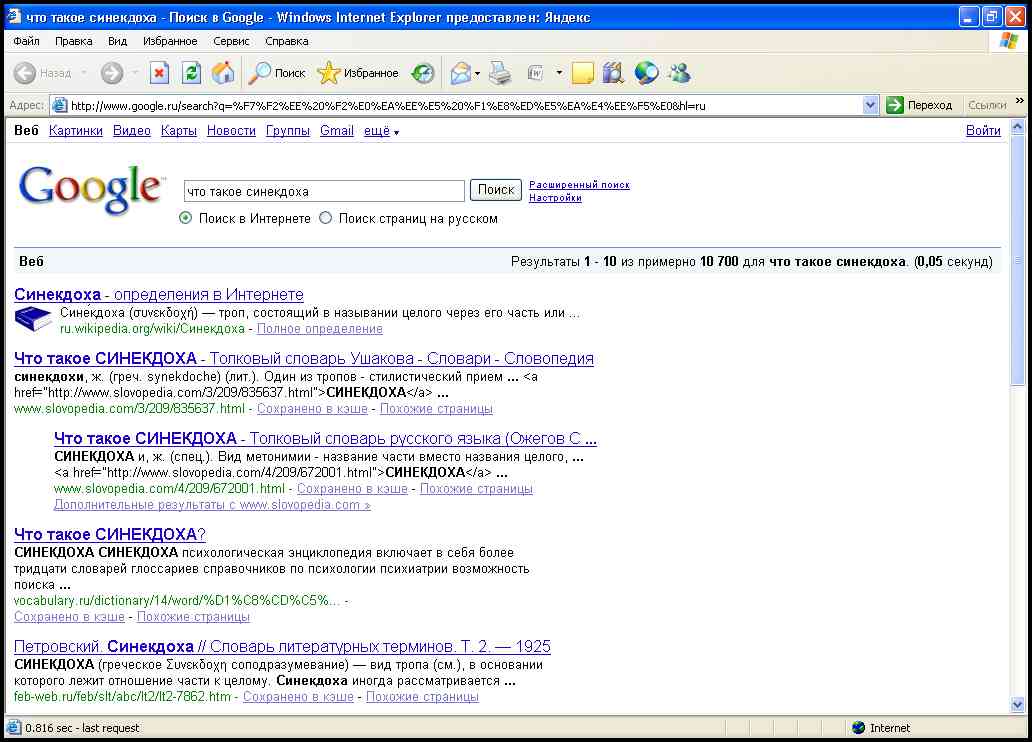 что такое синекдоха - Поиск в Google - Windows Internet Explorer предоставлен: Яндекс
Файл Правка Вид Избранное Сервис Справка
Назад Поиск Избранное
Адрес: http://www.google.ru/search?q=%F7%F2%EE%20%F2%E0%EA%EE%E5%20%F1%E8%ED%E5%EA%E4%EE%F5%E0&hl=ru Переход Ссылки »
Веб Картинки Видео Карты Новости Группы Gmail ещё Войти
Google™ что такое синекдоха Поиск Расширенный поиск
Настройки
Поиск в Интернете Поиск страниц на русском
Веб Результаты 1 - 10 из примерно 10 700 для что такое синекдоха. (0,05 секунд)
Синекдоха - определения в Интернете
Сине́кдоха (συνεκδοχή) — троп, состоящий в назывании целого через его часть или ...
ru.wikipedia.org/wiki/Синекдоха - Полное определение
Что такое СИНЕКДОХА - Толковый словарь Ушакова - Словари - Словопедия
синекдохи, ж. (греч. synekdoche) (лит.). Один из тропов - стилистический прием ... <a
href="http://www.slovopedia.com/3/209/835637.html">СИНЕКДОХА</a> ...
www.slovopedia.com/3/209/835637.html - Сохранено в кэше - Похожие страницы
Что такое СИНЕКДОХА - Толковый словарь русского языка (Ожегов С ...
СИНЕКДОХА и, ж. (спец.). Вид метонимии - название части вместо названия целого, ...
<a href="http://www.slovopedia.com/4/209/672001.html">СИНЕКДОХА</a> ...
www.slovopedia.com/4/209/672001.html - Сохранено в кэше - Похожие страницы
Дополнительные результаты с www.slovopedia.com »
Что такое СИНЕКДОХА?
СИНЕКДОХА СИНЕКДОХА психологическая энциклопедия включает в себя более
тридцати словарей глоссариев справочников по психологии психиатрии возможность
поиска ...
vocabulary.ru/dictionary/14/word/%D1%C8%CD%C5%... -
Сохранено в кэше - Похожие страницы
Петровский. Синекдоха // Словарь литературных терминов. Т. 2. — 1925
СИНЕКДОХА (греческое Συνεκδοχη соподразумевание) — вид тропа (см.), в основании
которого лежит отношение части к целому. Синекдоха иногда рассматривается ...
feb-web.ru/feb/slt/abc/lt2/lt2-7862.htm - Сохранено в кэше - Похожие страницы
0.816 sec - last request Internet